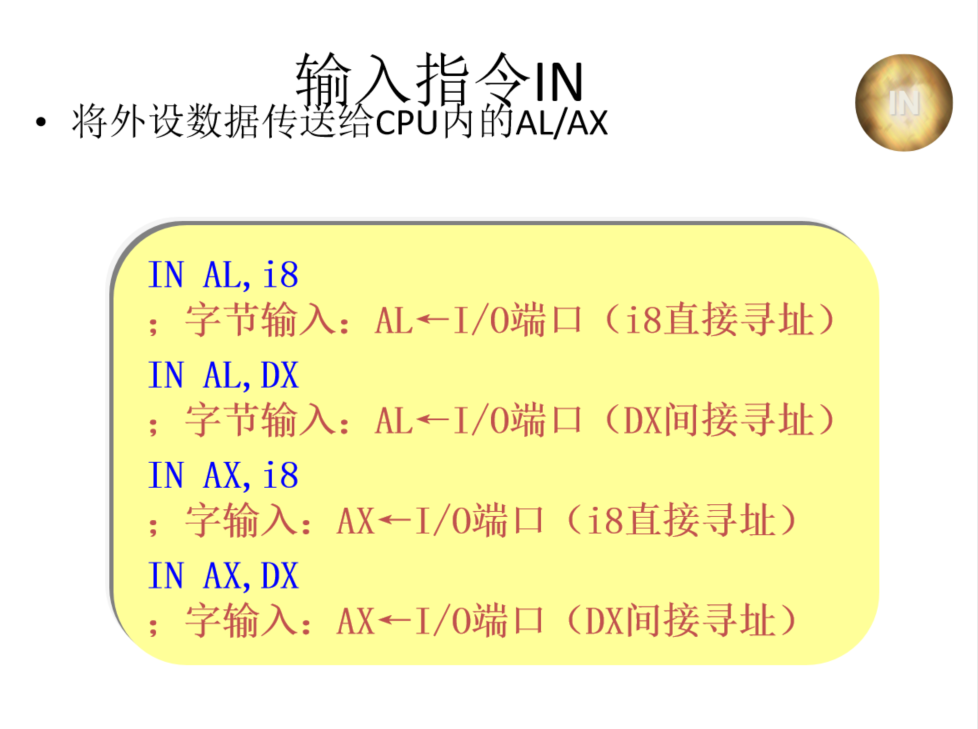 输入指令IN
IN
• 将外设数据传送给CPU内的AL/AX
IN AL,i8
；字节输入：AL←I/O端口（i8直接寻址）
IN AL,DX
；字节输入：AL←I/O端口（DX间接寻址）
IN AX,i8
；字输入：AX←I/O端口（i8直接寻址）
IN AX,DX
；字输入：AX←I/O端口（DX间接寻址）